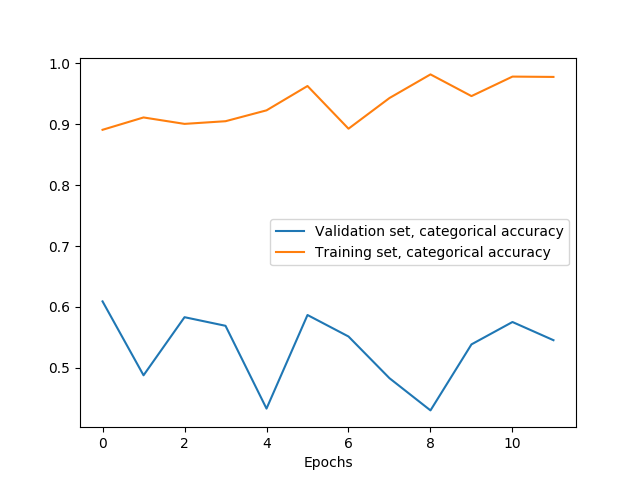 1.0
0.9
0.8
0.7
0.6
0.5
Validation set, categorical accuracy
Training set, categorical accuracy
0 2 4 6 8 10
Epochs